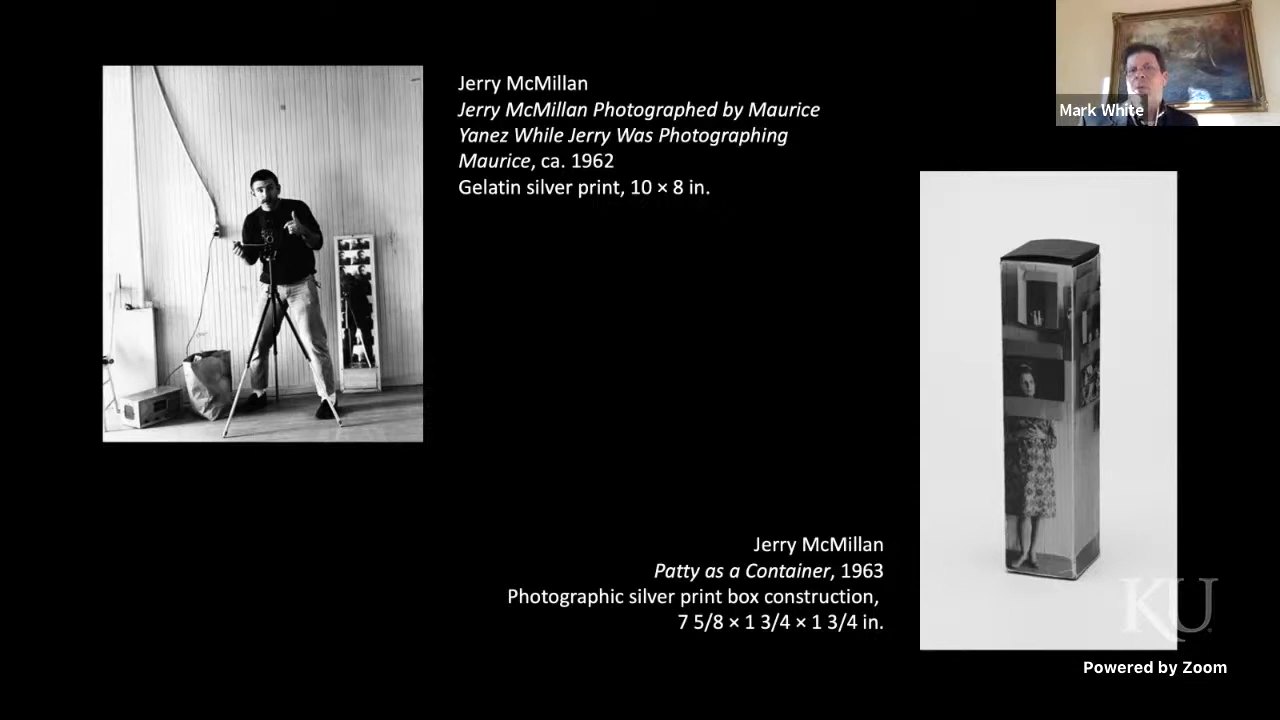 Mark White
Jerry McMillan
Jerry McMillan Photographed by Maurice
Yanez While Jerry Was Photographing
Maurice, ca. 1962
Gelatin silver print, 10 × 8 in.
Jerry McMillan
Patty as a Container, 1963
Photographic silver print box construction,
7 5/8 × 1 3/4 × 1 3/4 in.
KU
Powered by Zoom